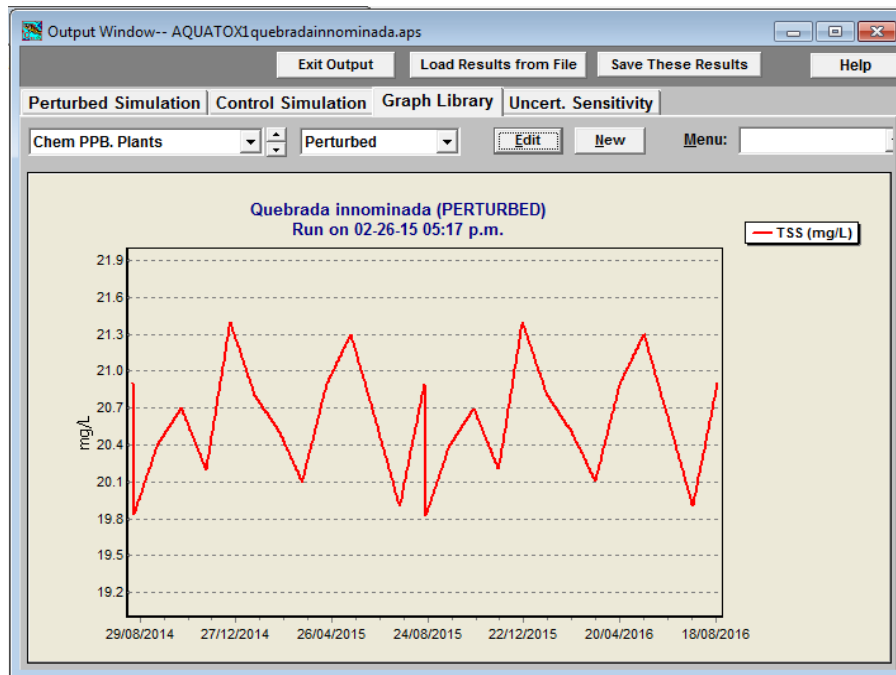 Output Window-- AQUATOX1quebradainnominada.aps
Exit Output Load Results from File Save These Results Help
Perturbed Simulation Control Simulation Graph Library Uncert. Sensitivity
Chem PPB. Plants Perturbed Edit New Menu:
Quebrada innominada (PERTURBED)
Run on 02-26-15 05:17 p.m.
TSS (mg/L)
21.9
21.6
21.3
21.0
20.7
20.4
20.1
19.8
19.5
19.2
mg/L
29/08/2014 27/12/2014 26/04/2015 24/08/2015 22/12/2015 20/04/2016 18/08/2016